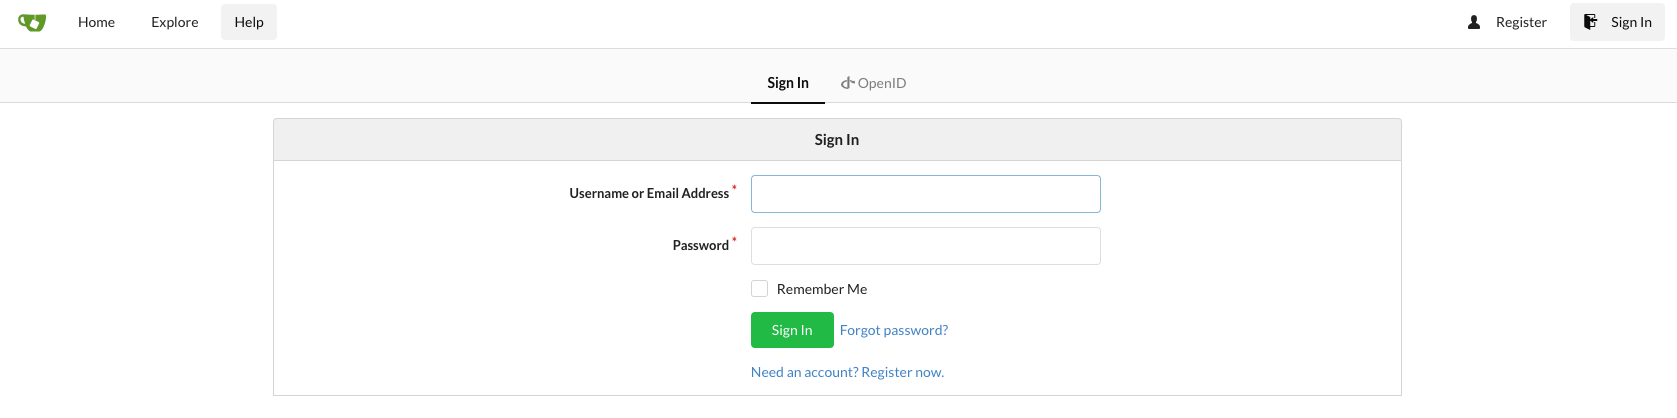 Home Explore Help Register Sign In
Sign In OpenID
Sign In
Username or Email Address *
Password *
Remember Me
Sign In Forgot password?
Need an account? Register now.